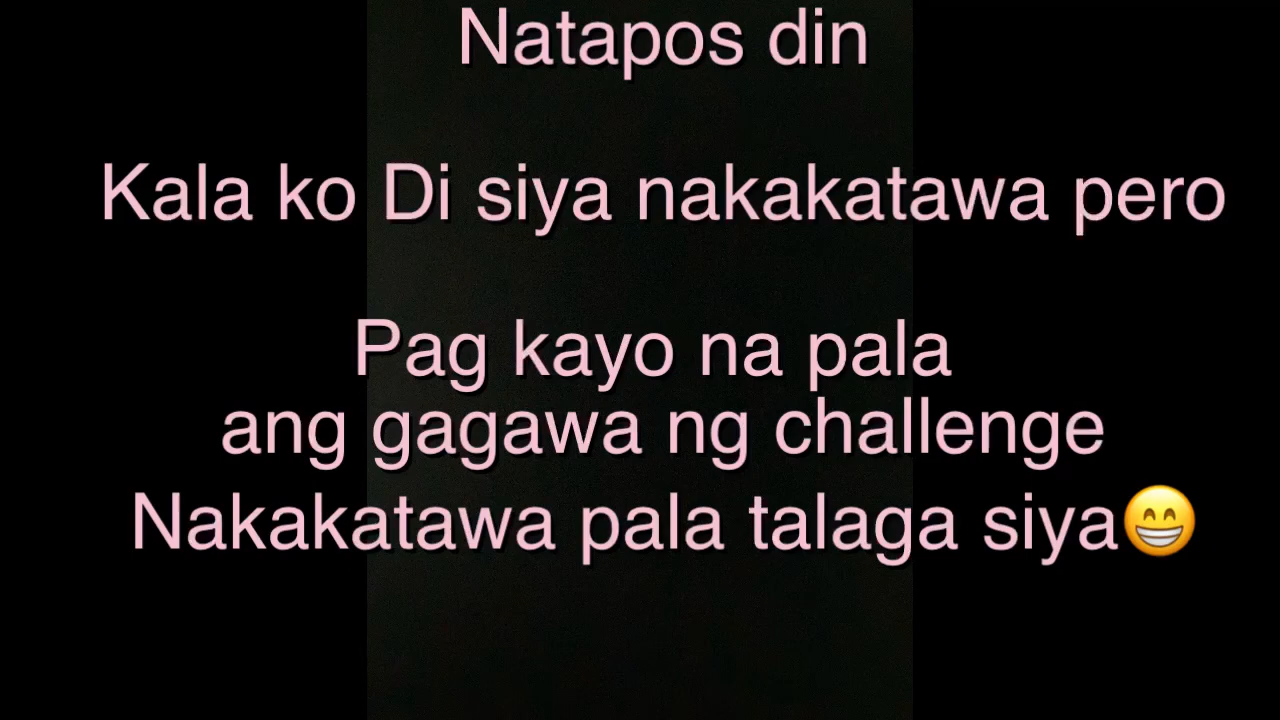 Natapos din
Kala ko Di siya nakakatawa pero
Pag kayo na pala
ang gagawa ng challenge
Nakakatawa pala talaga siya😁